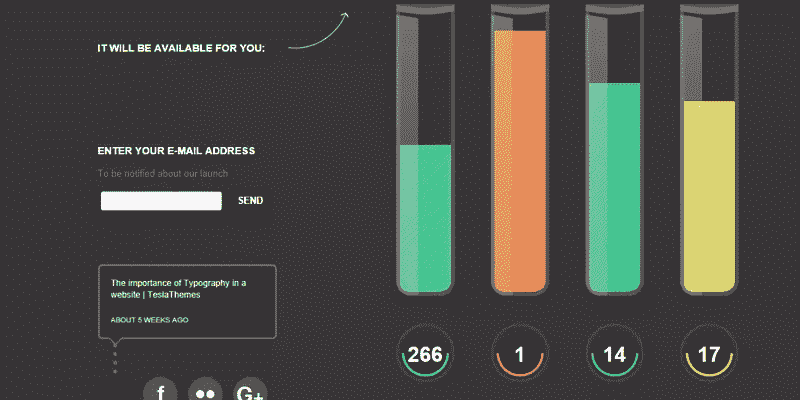 IT WILL BE AVAILABLE FOR YOU:
ENTER YOUR E-MAIL ADDRESS
To be notified about our launch
SEND
The importance of Typography in a
website | TeslaThemes
ABOUT 5 WEEKS AGO
f
G+
266
1
14
17